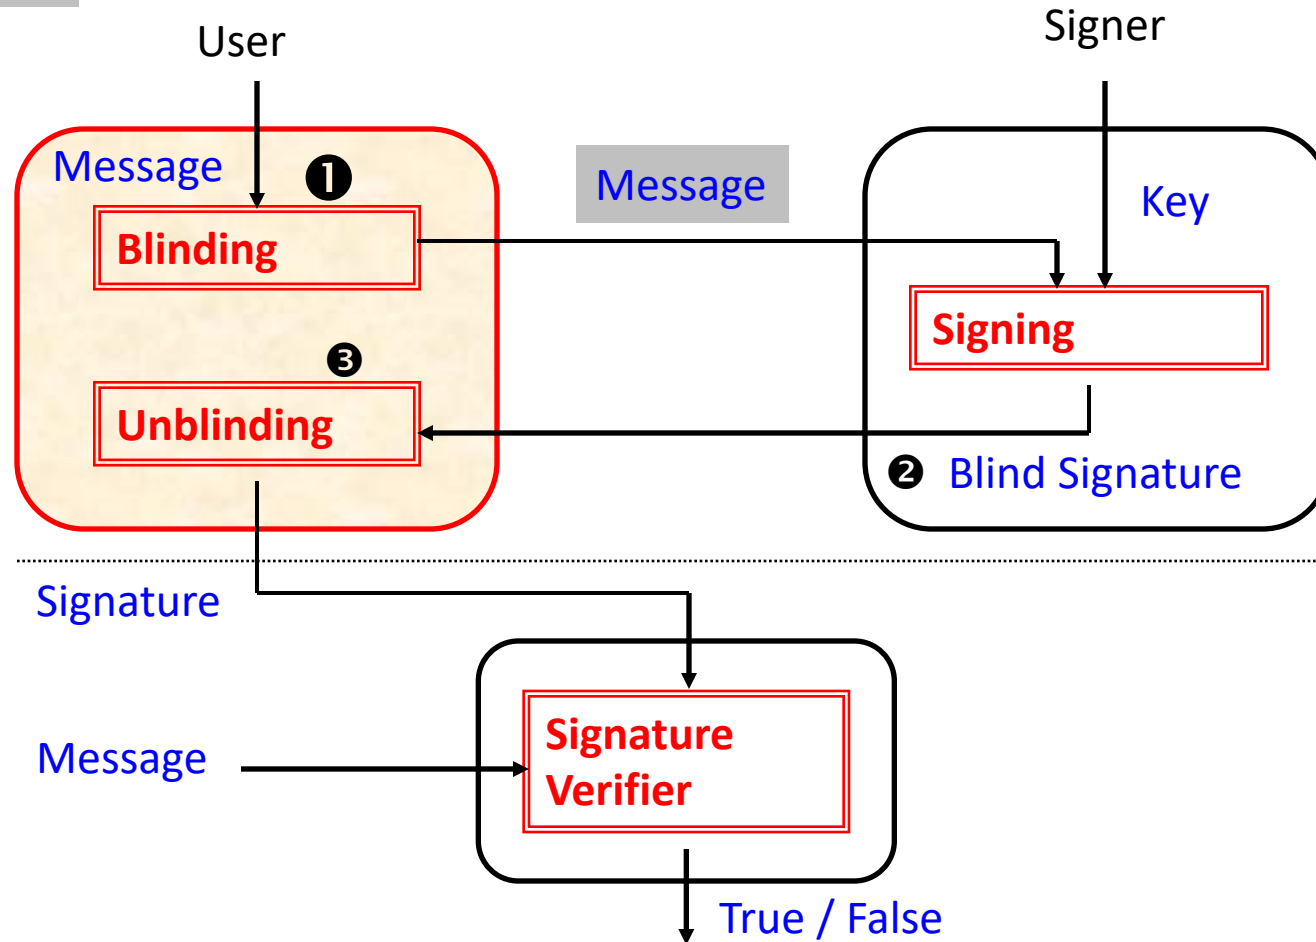 User
Signer
Message
❶
Message
Key
Blinding
Signing
❸
Unblinding
❷ Blind Signature
Signature
Signature
Verifier
Message
True / False